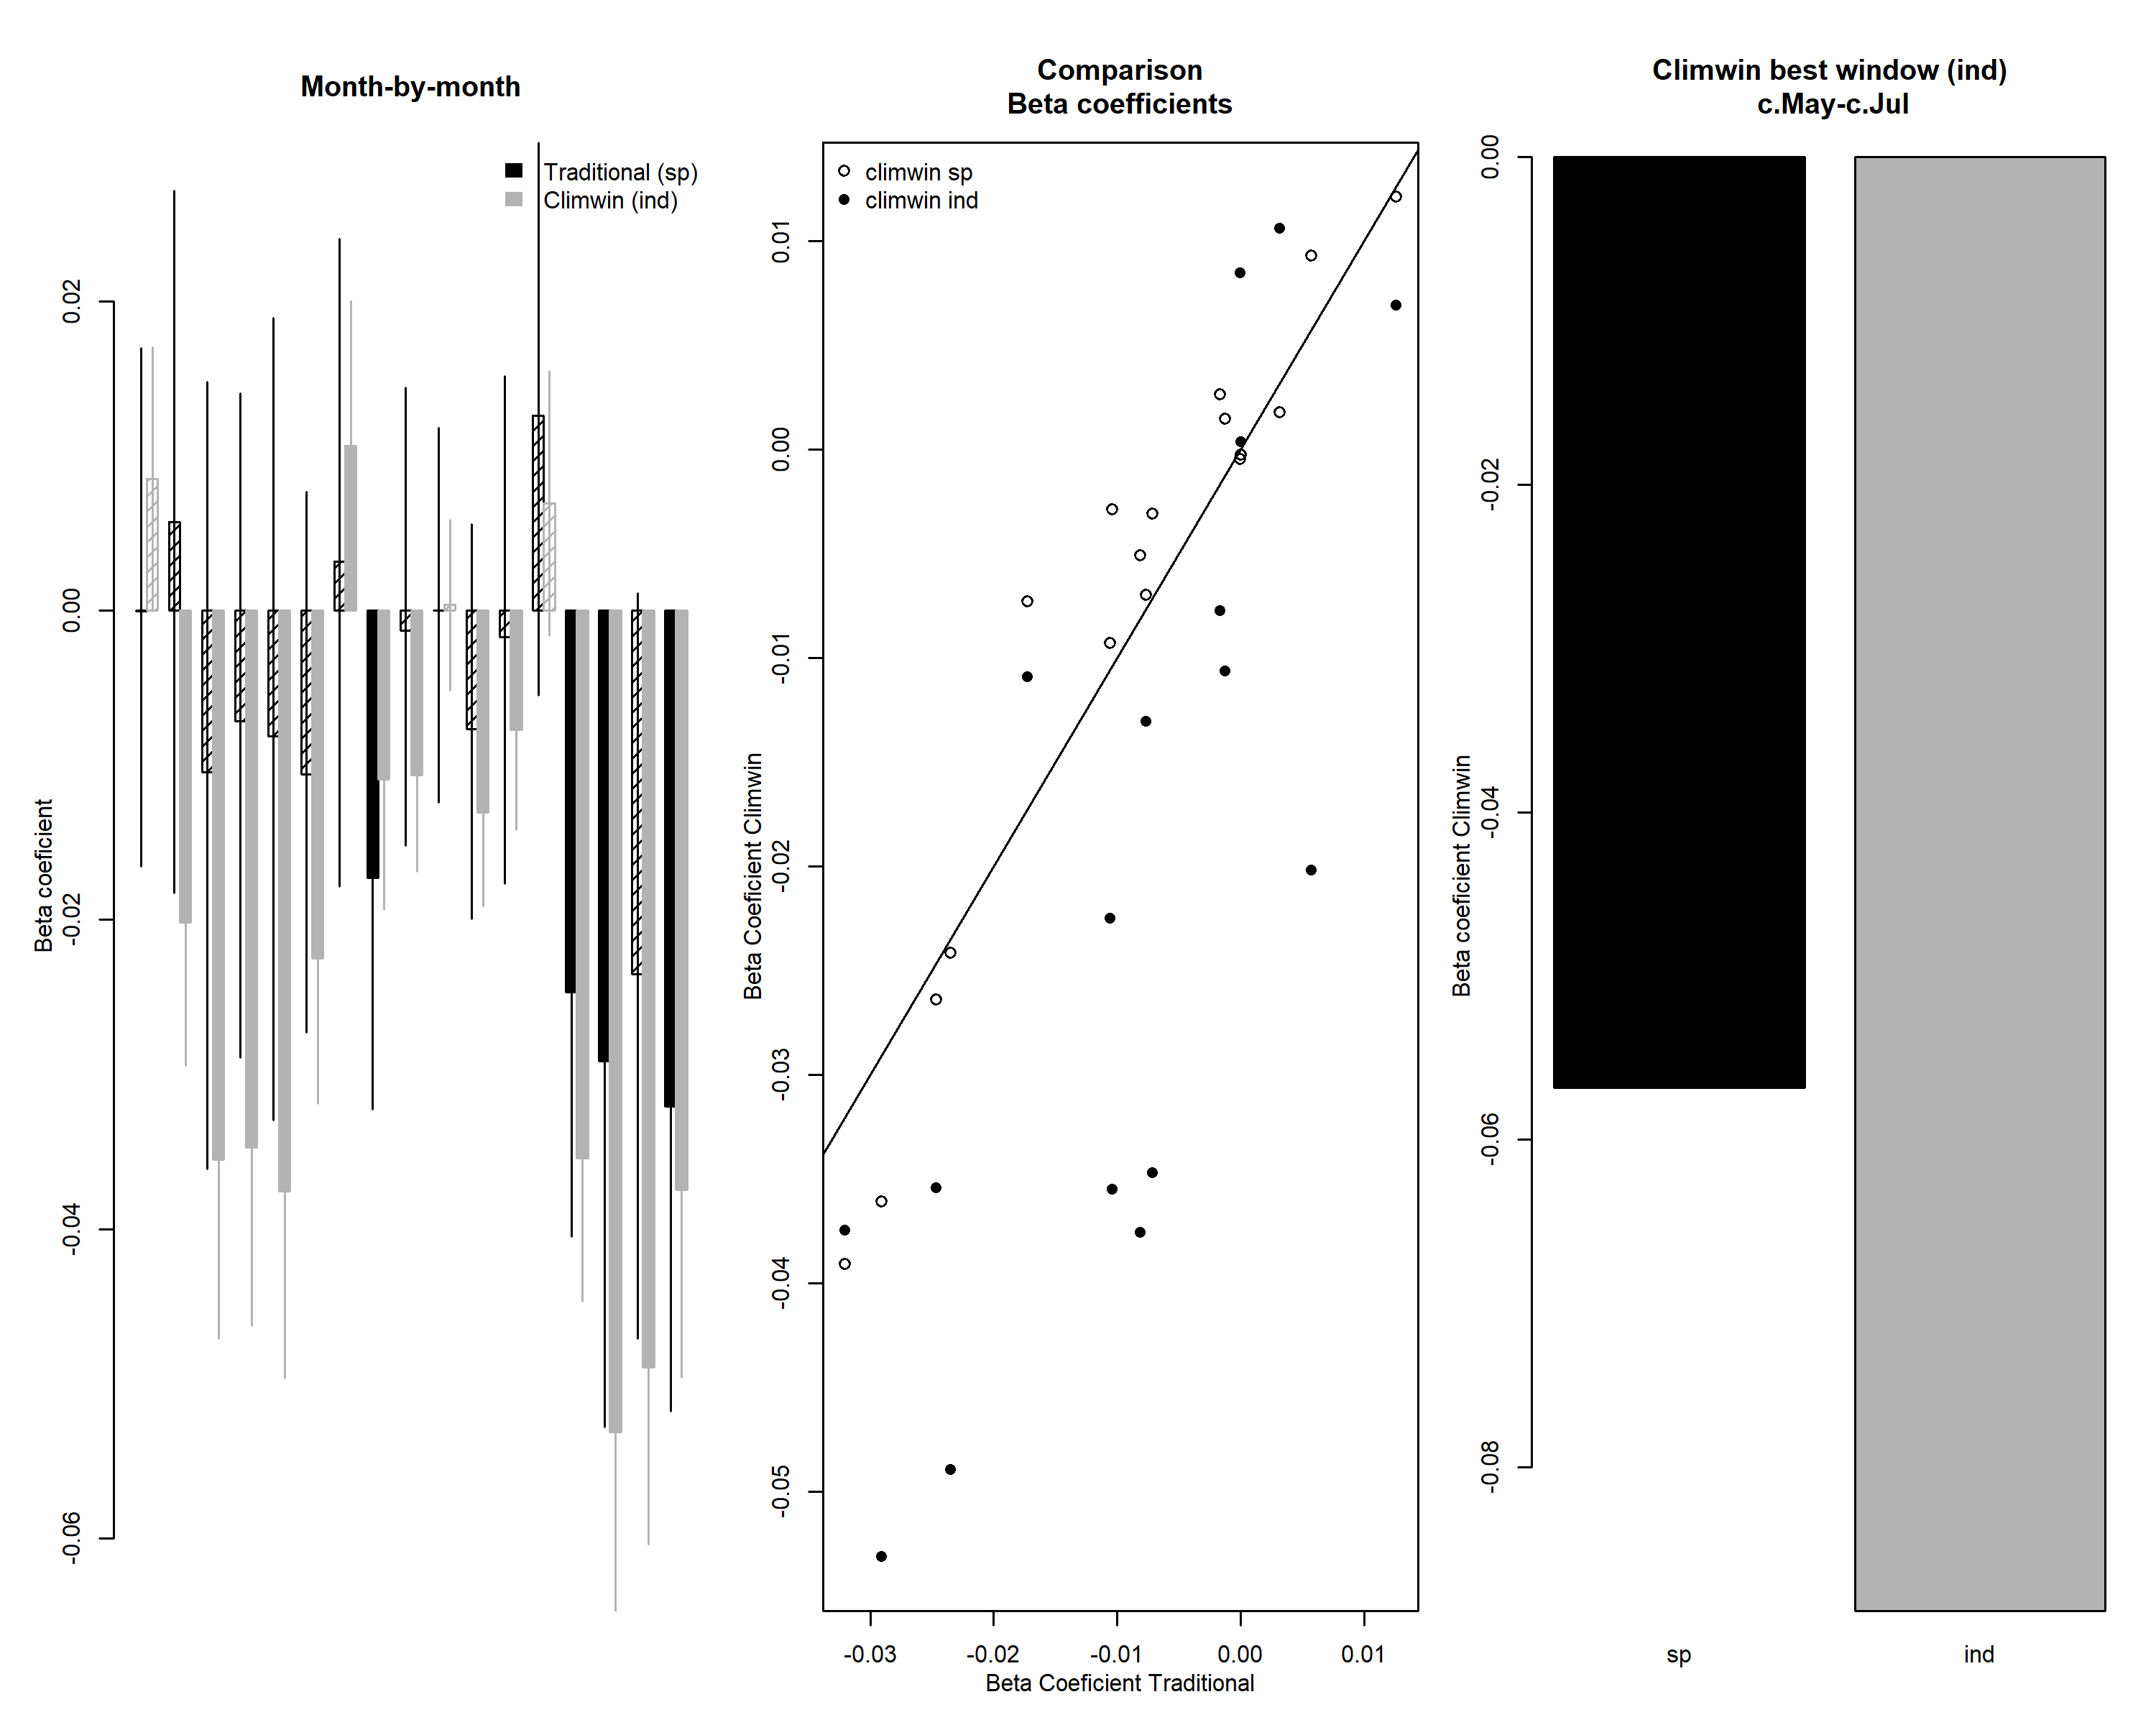 Month-by-month
Traditional (sp)
Climwin (ind)
0.02
0.00
-0.02
-0.04
-0.06
Beta coeficient
Comparison
Beta coefficients
climwin sp
climwin ind
0.01
0.00
-0.01
-0.02
-0.03
-0.04
-0.05
Beta Coeficient Climwin
-0.03
-0.02
-0.01
0.00
0.01
Beta Coeficient Traditional
Climwin best window (ind)
c.May-c.Jul
0.00
-0.02
-0.04
-0.06
-0.08
Beta coeficient Climwin
sp
ind